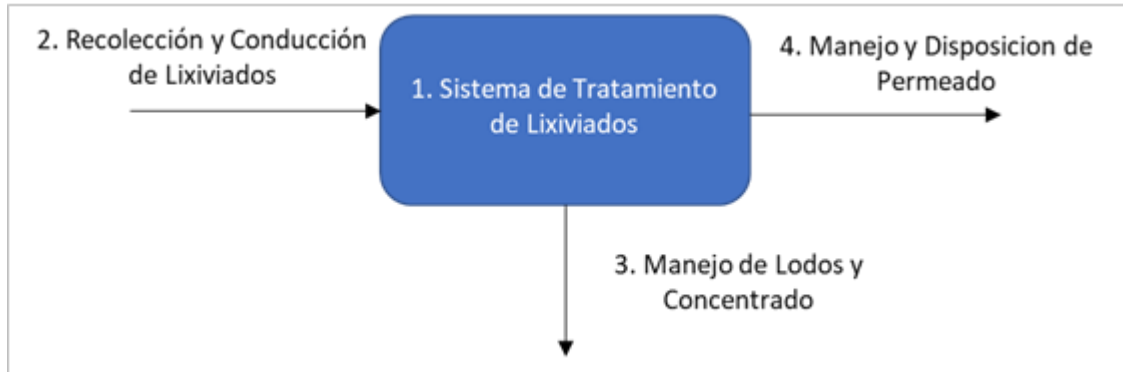 2. Recolección y Conducción
de Lixiviados
1. Sistema de Tratamiento
de Lixiviados
4. Manejo y Disposicion de
Permeado
3. Manejo de Lodos y
Concentrado